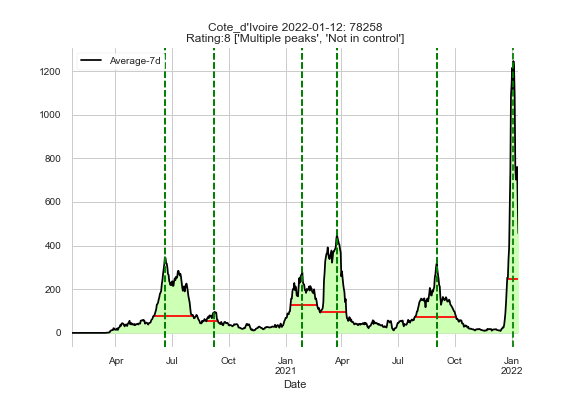 Cote_d'Ivoire 2022-01-12: 78258
Rating:8 ['Multiple peaks', 'Not in control']
Average-7d
1200
1000
800
600
400
200
0
Apr
Jul
Oct
Jan
2021
Apr
Jul
Oct
Jan
2022
Date